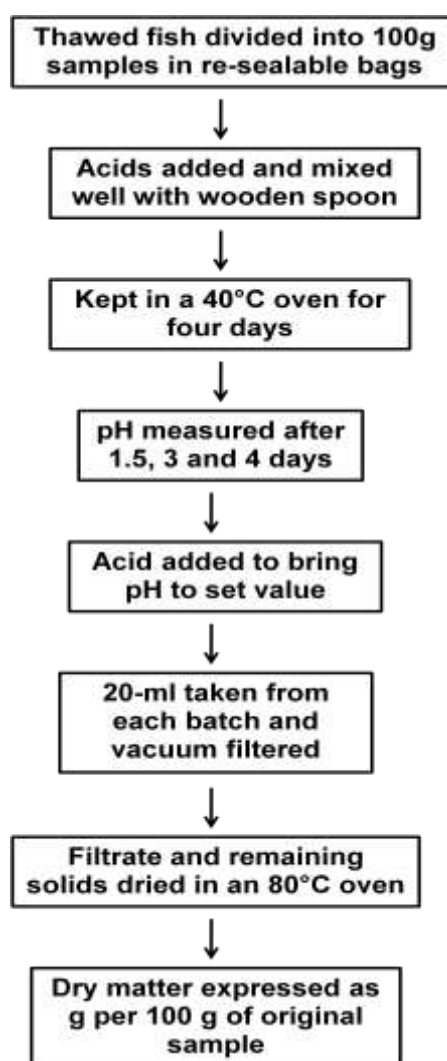 Thawed fish divided into 100g
samples in re-sealable bags
Acids added and mixed
well with wooden spoon
Kept in a 40°C oven for
four days
pH measured after
1.5, 3 and 4 days
Acid added to bring
pH to set value
20-ml taken from
each batch and
vacuum filtered
Filtrate and remaining
solids dried in an 80°C oven
Dry matter expressed as
g per 100 g of original
sample